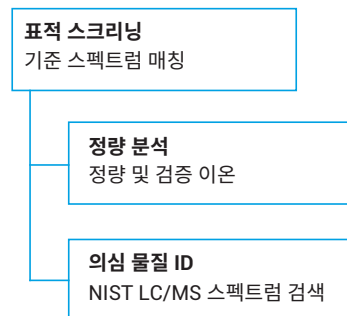 표적 스크리닝
기준 스펙트럼 매칭
정량 분석
정량 및 검증 이온
의심 물질 ID
NIST LC/MS 스펙트럼 검색